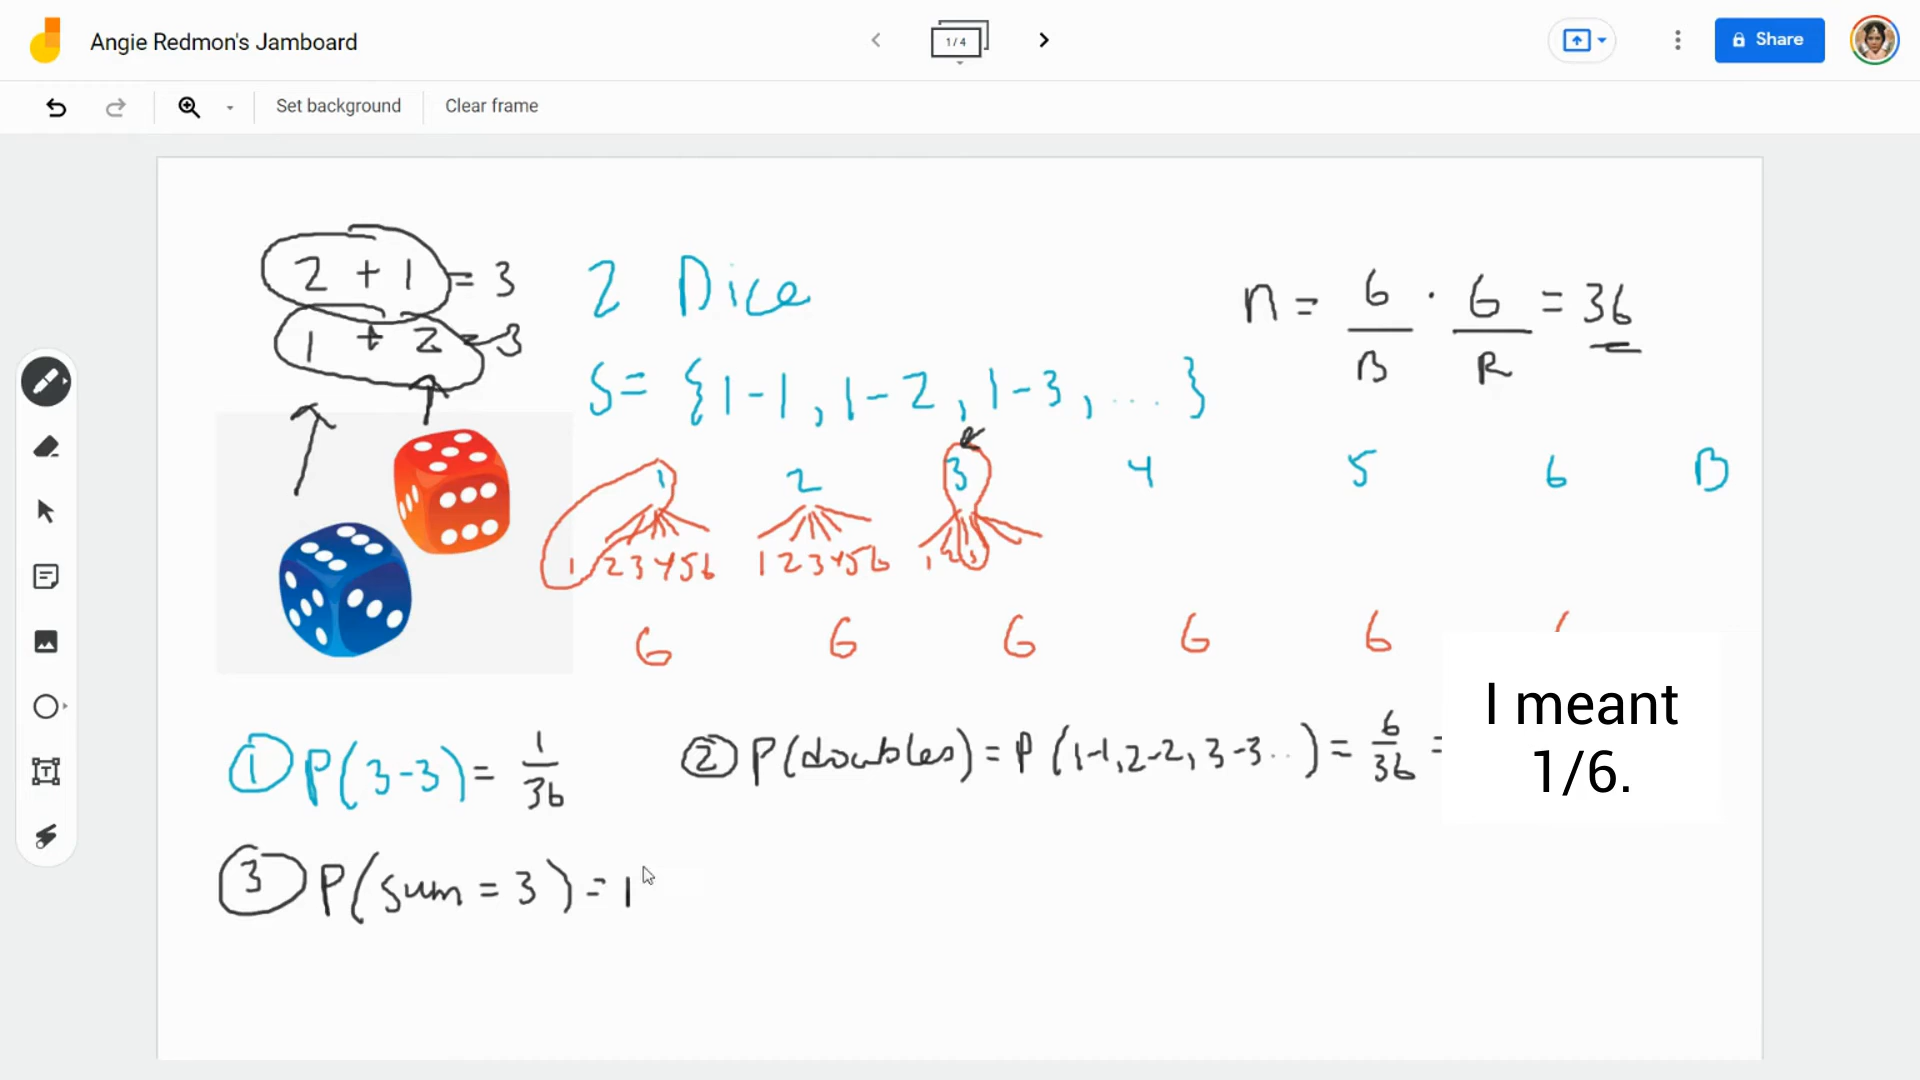 Angie Redmon's Jamboard
1/4
Share
Set background
Clear frame
2 + 1 = 3
1 + 2 = 3
2 Dice
n = 6 · 6 = 36
B R
S = {1-1, 1-2, 1-3, ... }
1 2 3 4 5 6 B
1 2 3 4 5 6 1 2 3 4 5 6 1 2 3
6 6 6 6 6
① P(3-3) = 1/36
② P(doubles) = P(1-1, 2-2, 3-3...) = 6/36 =
I meant
1/6.
③ P(sum = 3) = 1